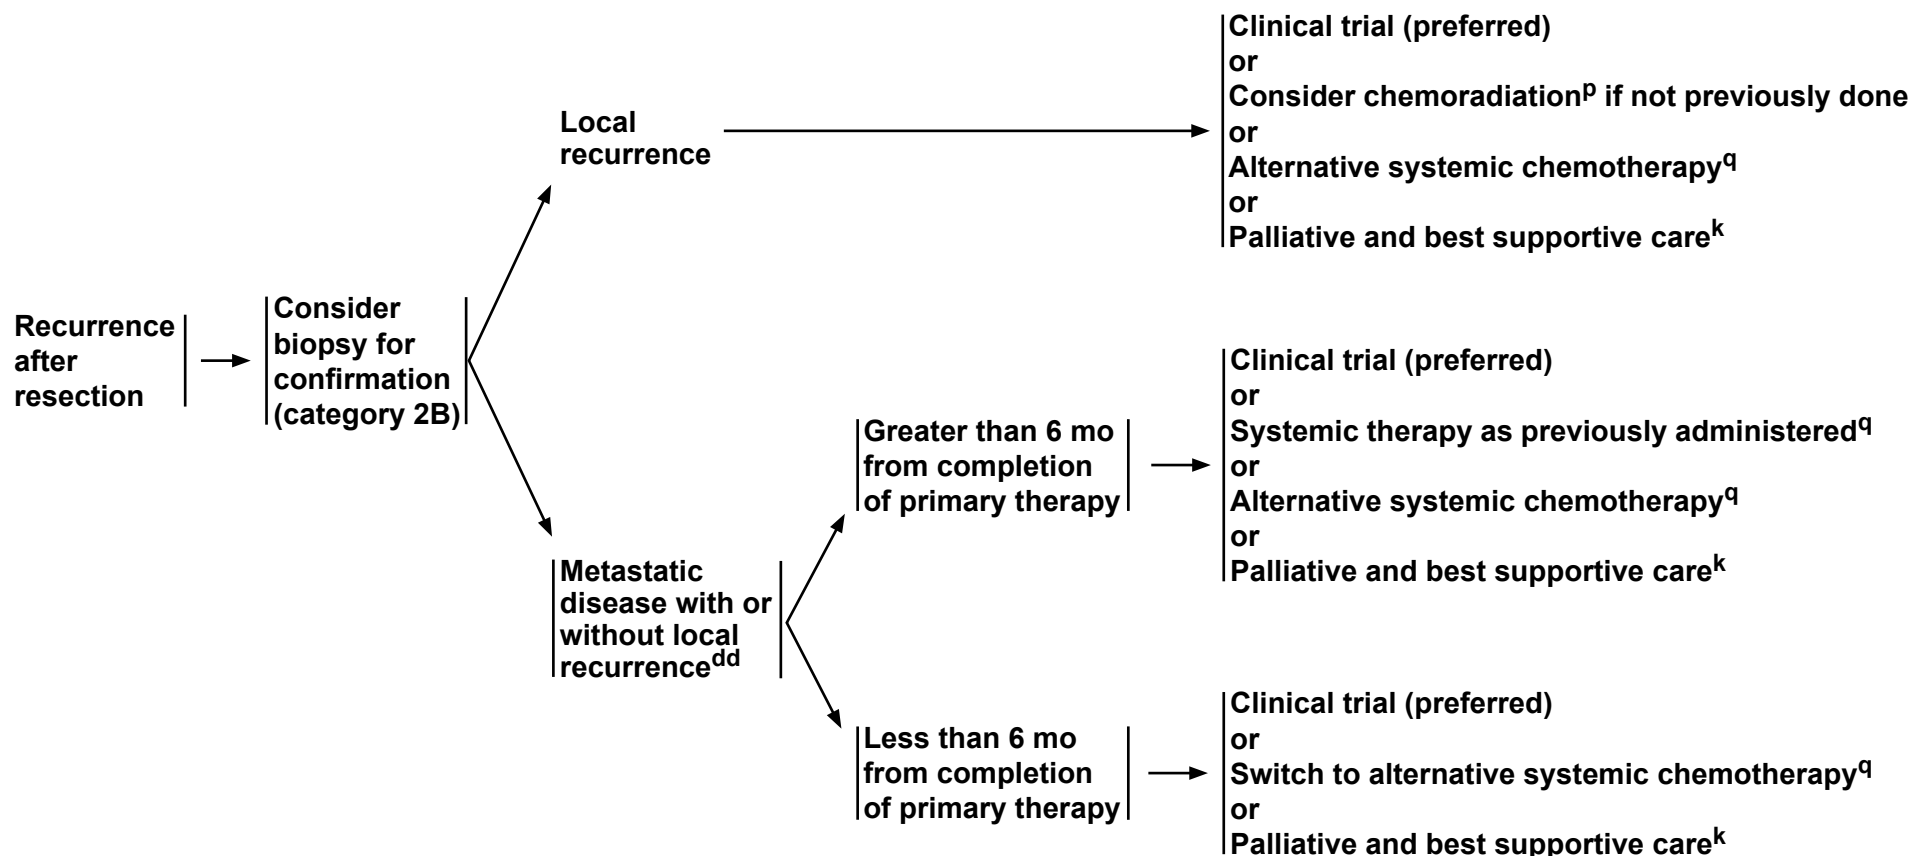 Recurrence
after
resection
Consider
biopsy for
confirmation
(category 2B)
Local
recurrence
Clinical trial (preferred)
or
Consider chemoradiationp if not previously done
or
Alternative systemic chemotherapyq
or
Palliative and best supportive carek
Metastatic
disease with or
without local
recurrencedd
Greater than 6 mo
from completion
of primary therapy
Clinical trial (preferred)
or
Systemic therapy as previously administeredq
or
Alternative systemic chemotherapyq
or
Palliative and best supportive carek
Less than 6 mo
from completion
of primary therapy
Clinical trial (preferred)
or
Switch to alternative systemic chemotherapyq
or
Palliative and best supportive carek